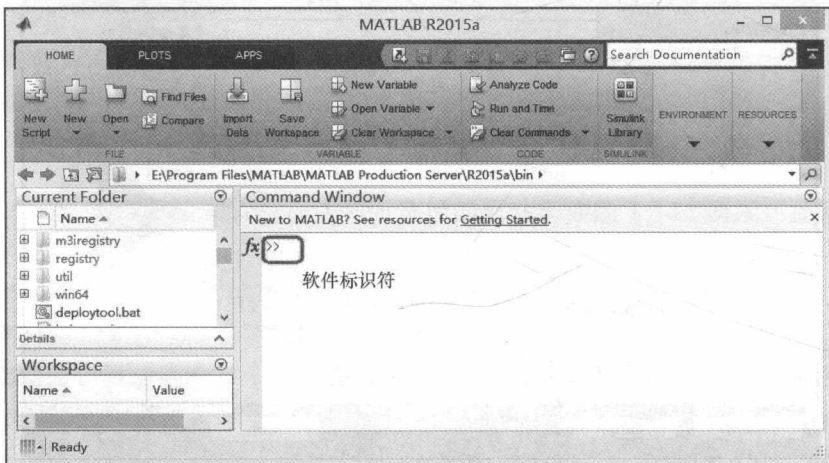 MATLAB R2015a
HOME PLOTS APPS Search Documentation
New Script
New
Open
Find Files
Compare
FILE
Import Data
Save Workspace
New Variable
Open Variable
Clear Workspace
VARIABLE
Analyze Code
Run and Time
Clear Commands
CODE
Simulink Library
SIMULINK
ENVIRONMENT
RESOURCES
E:\Program Files\MATLAB\MATLAB Production Server\R2015a\bin
Current Folder
Name
m3iregistry
registry
util
win64
deploytool.bat
Details
Workspace
Name Value
Command Window
New to MATLAB? See resources for Getting Started.
fx >>
软件标识符
Ready